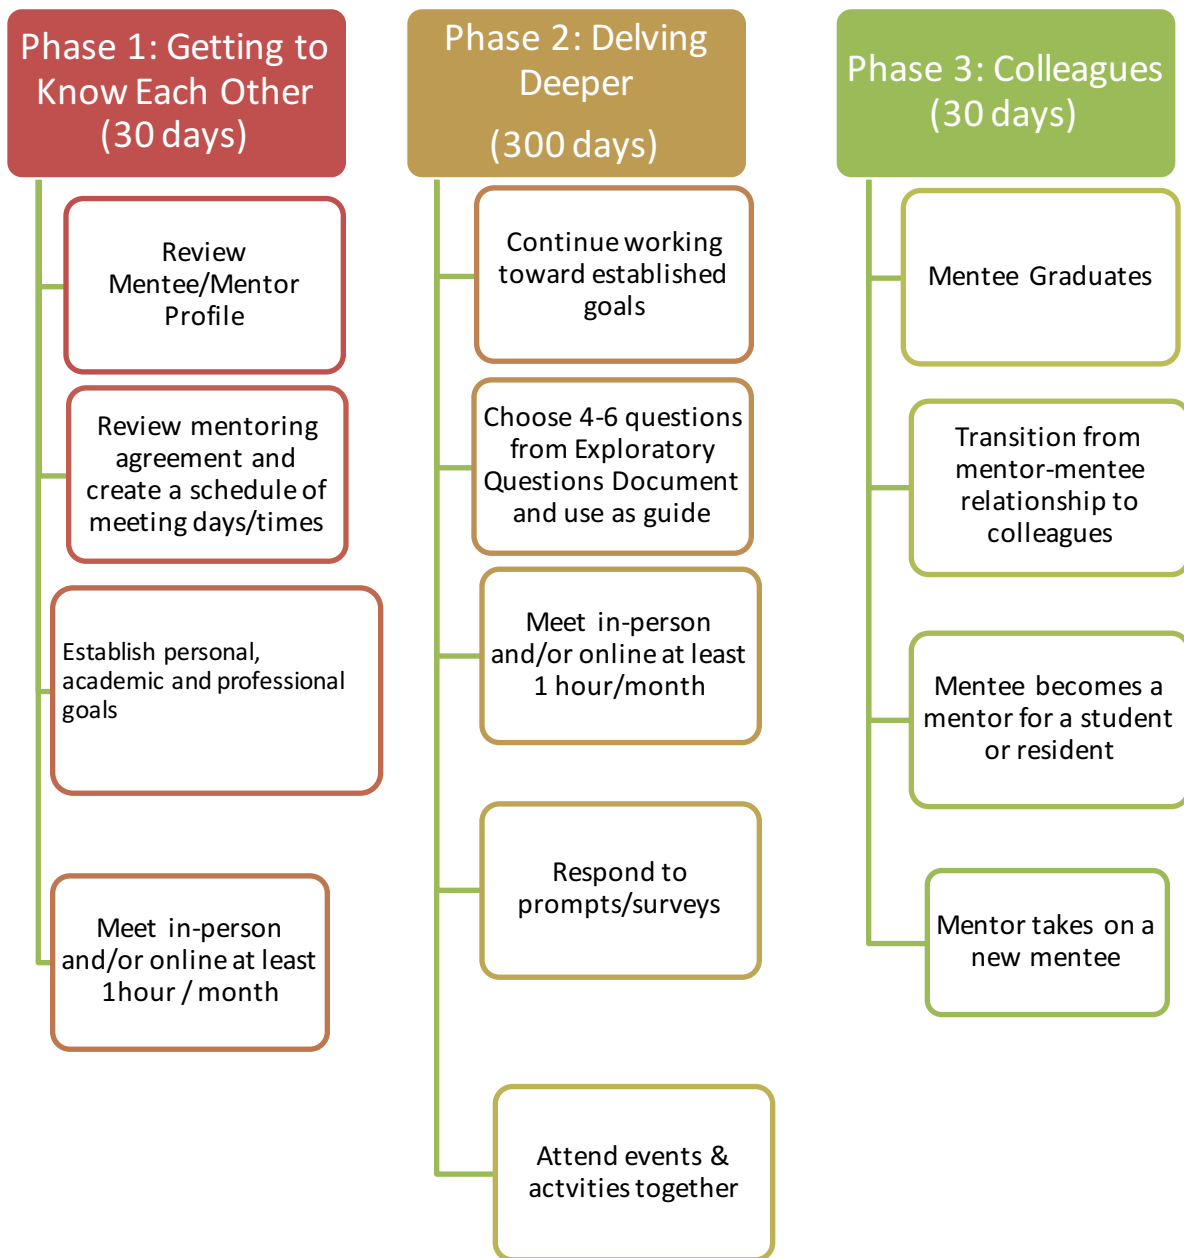 Phase 1: Getting to
Know Each Other
(30 days)
Review
Mentee/Mentor
Profile
Review mentoring
agreement and
create a schedule of
meeting days/times
Establish personal,
academic and professional
goals
Meet in-person
and/or online at least
1hour / month
Phase 2: Delving
Deeper
(300 days)
Continue working
toward established
goals
Choose 4-6 questions
from Exploratory
Questions Document
and use as guide
Meet in-person
and/or online at least
1 hour/month
Respond to
prompts/surveys
Attend events &
actvities together
Phase 3: Colleagues
(30 days)
Mentee Graduates
Transition from
mentor-mentee
relationship to
colleagues
Mentee becomes a
mentor for a student
or resident
Mentor takes on a
new mentee